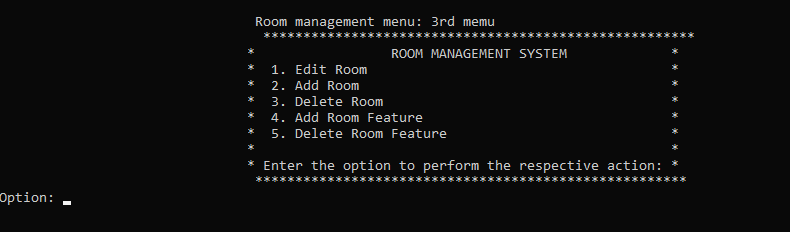 Room management menu: 3rd memu
******************************************************
* ROOM MANAGEMENT SYSTEM *
* 1. Edit Room *
* 2. Add Room *
* 3. Delete Room *
* 4. Add Room Feature *
* 5. Delete Room Feature *
* *
* Enter the option to perform the respective action: *
******************************************************
Option: